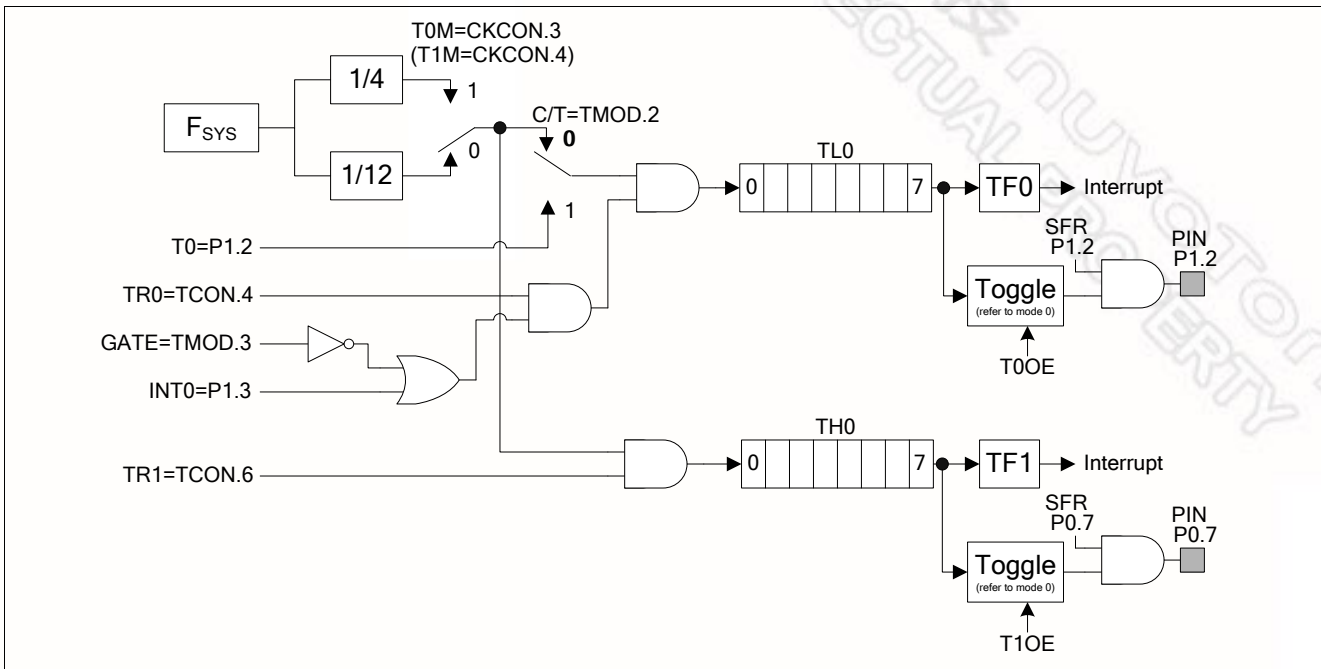 T0M=CKCON.3
(T1M=CKCON.4)
1/4
1
FSYS
C/T=TMOD.2
0
0
1/12
TL0
0
7
TF0
Interrupt
1
T0=P1.2
SFR
P1.2
PIN
P1.2
TR0=TCON.4
Toggle
(refer to mode 0)
GATE=TMOD.3
T0OE
INT0=P1.3
TH0
0
7
TF1
Interrupt
TR1=TCON.6
SFR
P0.7
PIN
P0.7
Toggle
(refer to mode 0)
T1OE
nuvoTon
ECTUAL PROPERTY